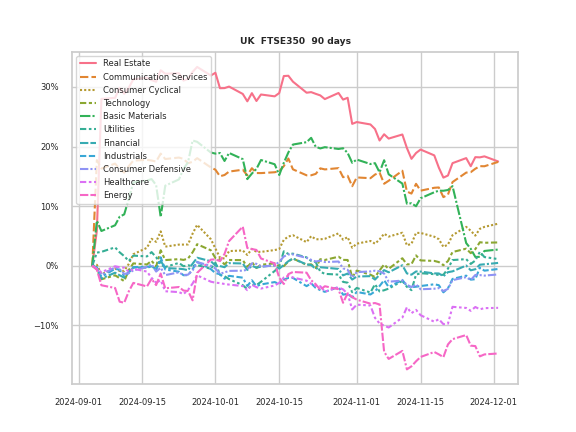 UK FTSE350 90 days
Real Estate
Communication Services
Consumer Cyclical
Technology
Basic Materials
Utilities
Financial
Industrials
Consumer Defensive
Healthcare
Energy
30%
20%
10%
0%
−10%
2024-09-01 2024-09-15 2024-10-01 2024-10-15 2024-11-01 2024-11-15 2024-12-01